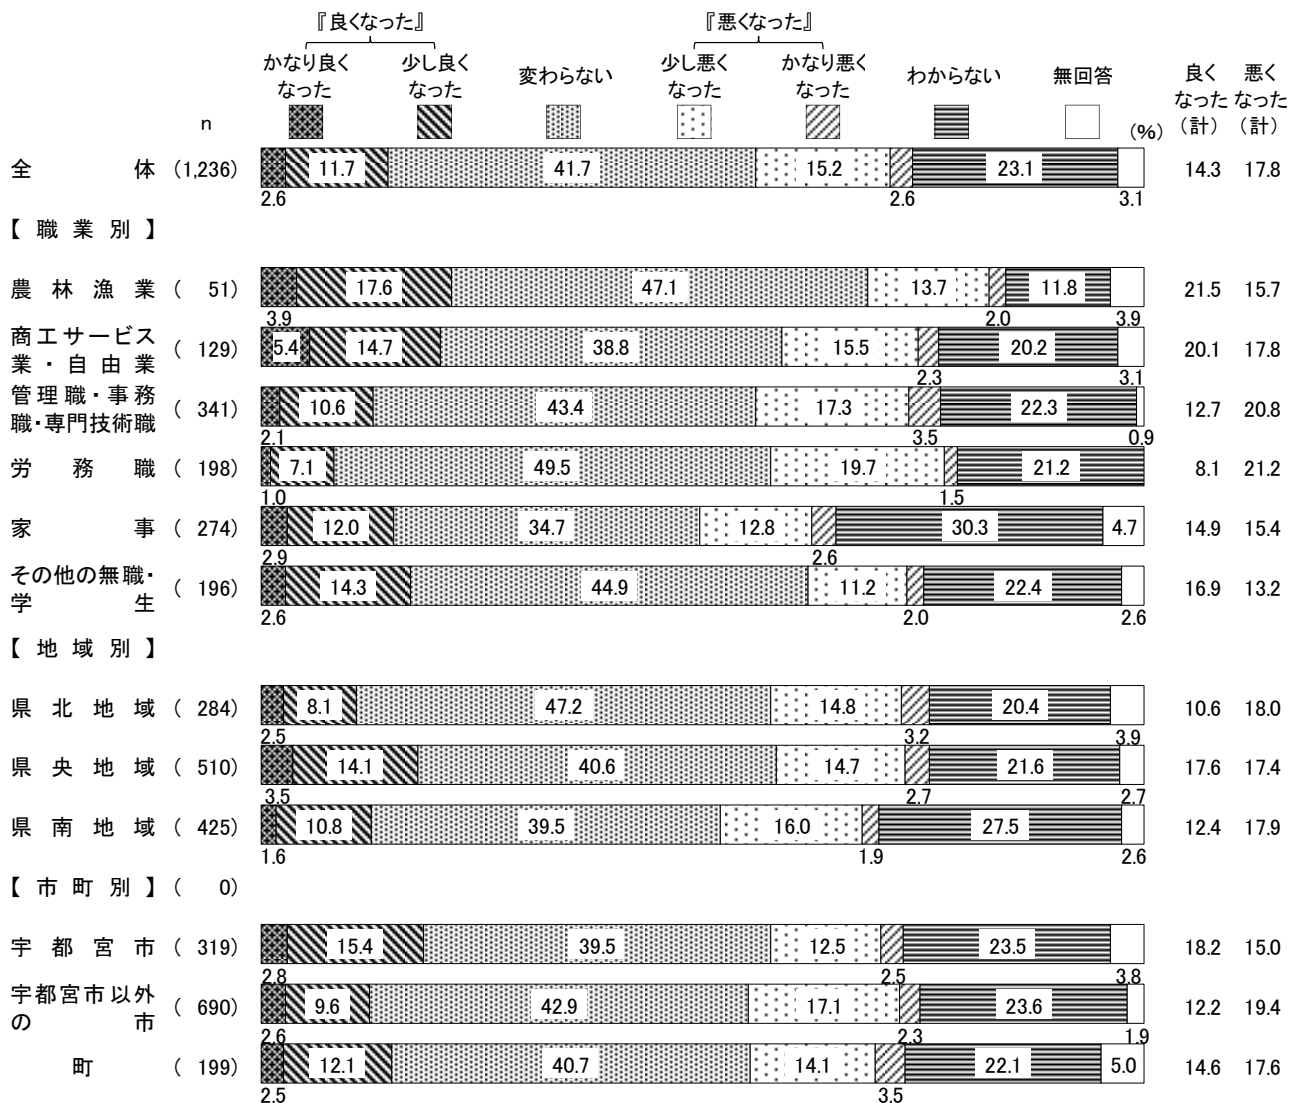 『良くなった』 『悪くなった』
かなり良く 少し良く 変わらない 少し悪く かなり悪く わからない 無回答 良く 悪く
なった なった なった なった なった なった
n (%) (計) (計)
全体 (1,236) 11.7 41.7 15.2 23.1 14.3 17.8
2.6 2.6 3.1
【職業別】
農林漁業 ( 51) 17.6 47.1 13.7 11.8 21.5 15.7
3.9 2.0 3.9
商工サービス
業・自由業 ( 129) 5.4 14.7 38.8 15.5 20.2 20.1 17.8
2.3 3.1
管理職・事務
職・専門技術職 ( 341) 10.6 43.4 17.3 22.3 12.7 20.8
2.1 3.5 0.9
労務職 ( 198) 7.1 49.5 19.7 21.2 8.1 21.2
1.0 1.5
家事 ( 274) 12.0 34.7 12.8 30.3 4.7 14.9 15.4
2.9 2.6
その他の無職・
学生 ( 196) 14.3 44.9 11.2 22.4 16.9 13.2
2.6 2.0 2.6
【地域別】
県北地域 ( 284) 8.1 47.2 14.8 20.4 10.6 18.0
2.5 3.2 3.9
県央地域 ( 510) 14.1 40.6 14.7 21.6 17.6 17.4
3.5 2.7 2.7
県南地域 ( 425) 10.8 39.5 16.0 27.5 12.4 17.9
1.6 1.9 2.6
【市町別】 ( 0)
宇都宮市 ( 319) 15.4 39.5 12.5 23.5 18.2 15.0
2.8 2.5 3.8
宇都宮市以外
の市 ( 690) 9.6 42.9 17.1 23.6 12.2 19.4
2.6 2.3 1.9
町 ( 199) 12.1 40.7 14.1 22.1 5.0 14.6 17.6
2.5 3.5